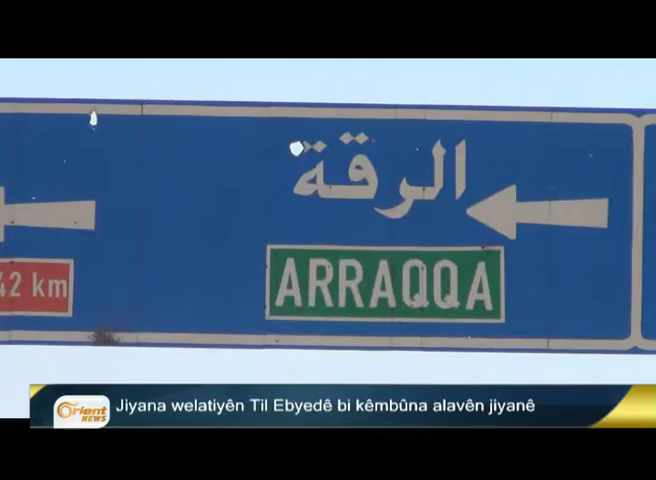 الرقة
ARRAQQA
42 km
Orient
NEWS
Jiyana welatiyên Til Ebyedê bi kêmbûna alavên jiyanê